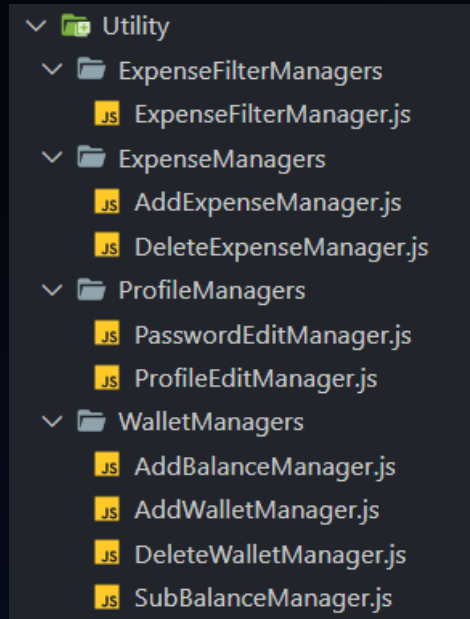 Utility
ExpenseFilterManagers
JS ExpenseFilterManager.js
ExpenseManagers
JS AddExpenseManager.js
JS DeleteExpenseManager.js
ProfileManagers
JS PasswordEditManager.js
JS ProfileEditManager.js
WalletManagers
JS AddBalanceManager.js
JS AddWalletManager.js
JS DeleteWalletManager.js
JS SubBalanceManager.js